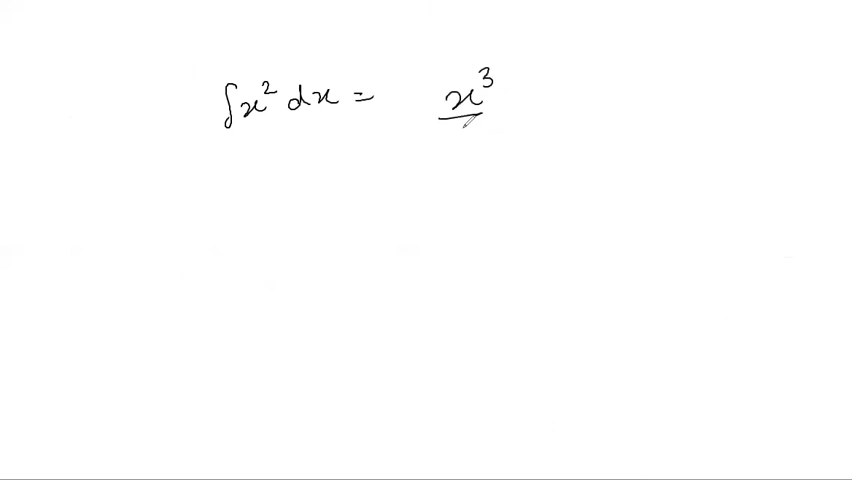 ∫x² dx = x³